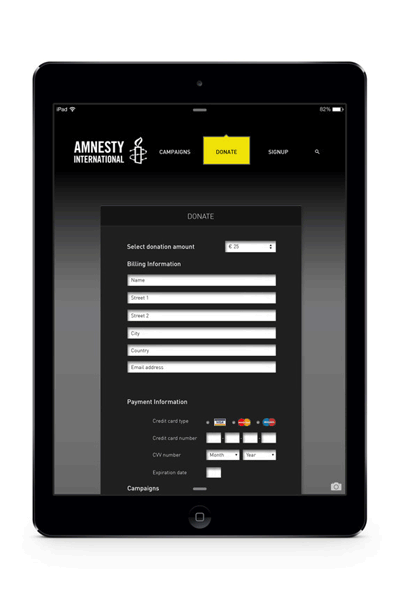 iPad 82%
AMNESTY
INTERNATIONAL
CAMPAIGNS DONATE SIGNUP
DONATE
Select donation amount € 25
Billing Information
Name
Street 1
Street 2
City
Country
Email address
Payment Information
Credit card type VISA
Credit card number
CVV number Month Year
Expiration date
Campaigns